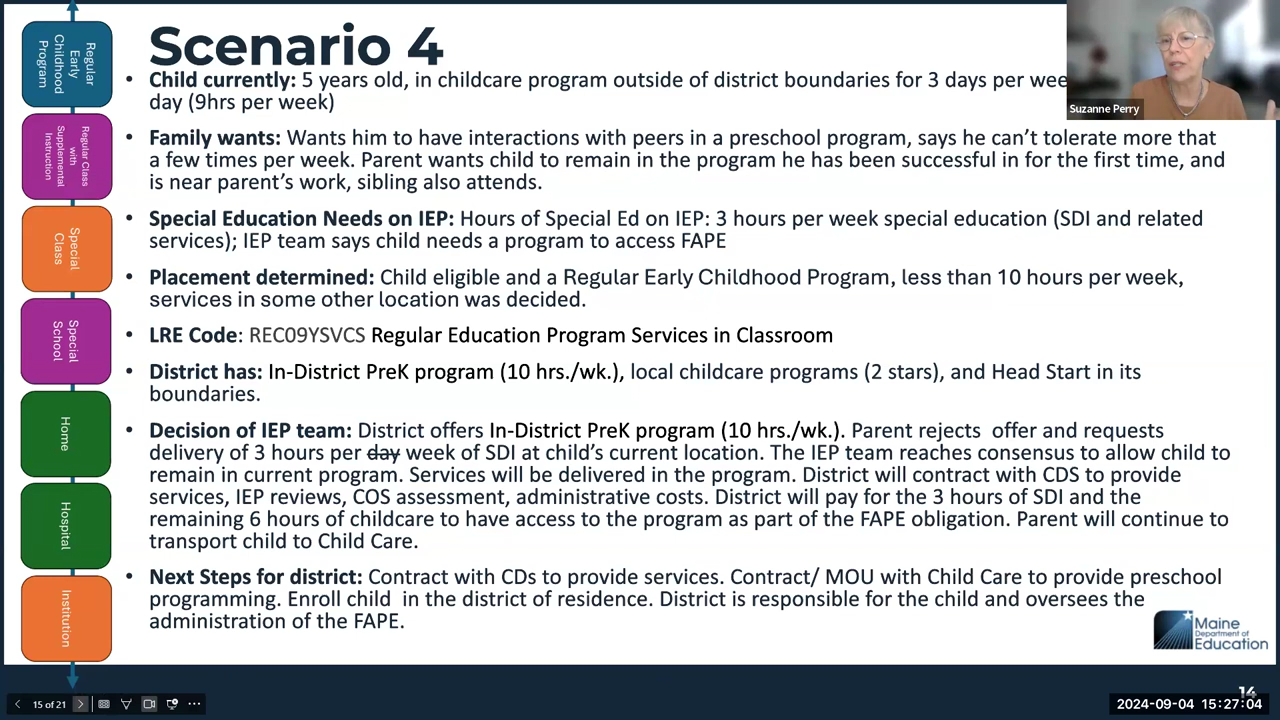 Scenario 4
• Child currently: 5 years old, in childcare program outside of district boundaries for 3 days per wee
day (9hrs per week)
• Family wants: Wants him to have interactions with peers in a preschool program, says he can't tolerate more that
a few times per week. Parent wants child to remain in the program he has been successful in for the first time, and
is near parent's work, sibling also attends.
• Special Education Needs on IEP: Hours of Special Ed on IEP: 3 hours per week special education (SDI and related
services); IEP team says child needs a program to access FAPE
• Placement determined: Child eligible and a Regular Early Childhood Program, less than 10 hours per week,
services in some other location was decided.
• LRE Code: REC09YSVCS Regular Education Program Services in Classroom
• District has: In-District PreK program (10 hrs./wk.), local childcare programs (2 stars), and Head Start in its
boundaries.
• Decision of IEP team: District offers In-District PreK program (10 hrs./wk.). Parent rejects offer and requests
delivery of 3 hours per day week of SDI at child's current location. The IEP team reaches consensus to allow child to
remain in current program. Services will be delivered in the program. District will contract with CDS to provide
services, IEP reviews, COS assessment, administrative costs. District will pay for the 3 hours of SDI and the
remaining 6 hours of childcare to have access to the program as part of the FAPE obligation. Parent will continue to
transport child to Child Care.
• Next Steps for district: Contract with CDs to provide services. Contract/ MOU with Child Care to provide preschool
programming. Enroll child in the district of residence. District is responsible for the child and oversees the
administration of the FAPE.
Regular
Early
Childhood
Program
Regular Class
with
Supplemental
Instruction
Special
Class
Special
School
Home
Hospital
Institution
Suzanne Perry
Maine
Department of
Education
14
15 of 21
2024-09-04 15:27:04